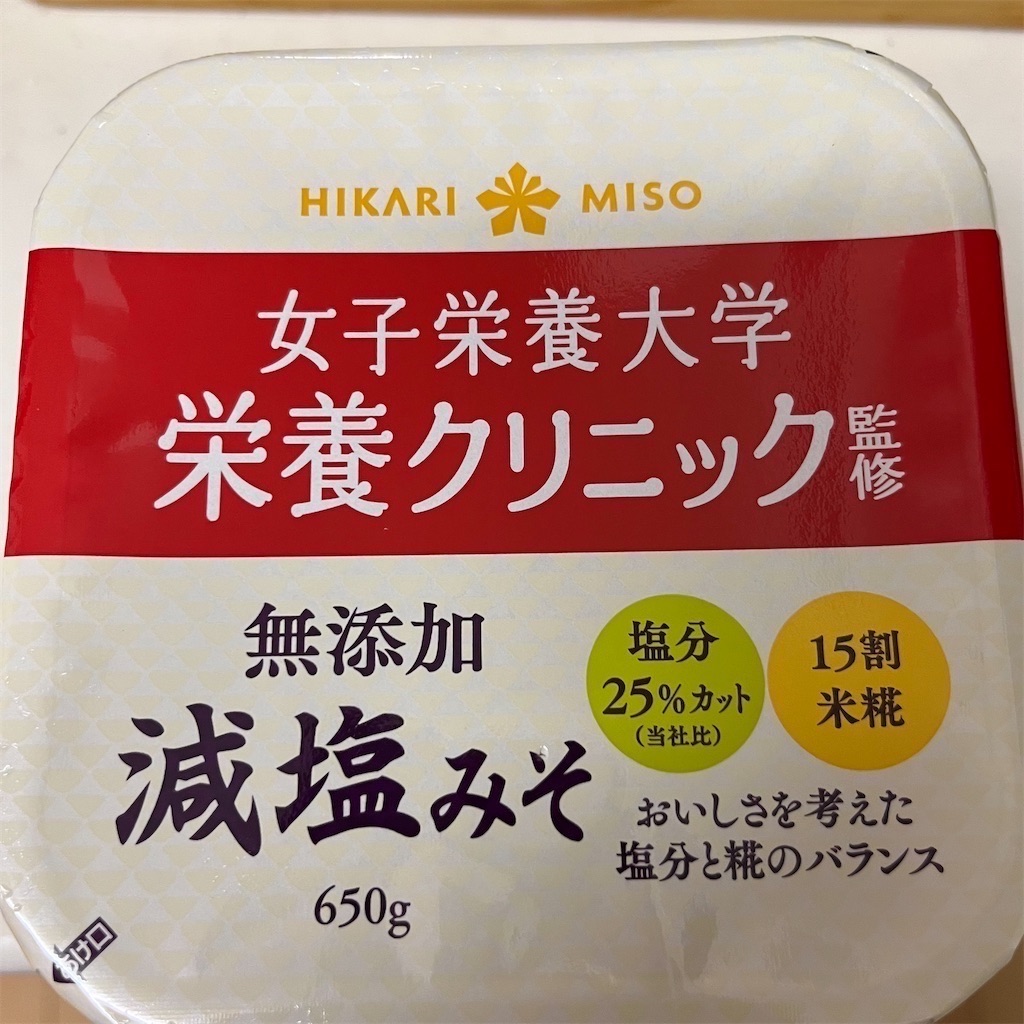 HIKARI MISO
女子栄養大学
栄養クリニック監修
無添加
減塩みそ
650g
塩分
25%カット
(当社比)
15割
米糀
おいしさを考えた
塩分と糀のバランス
あけ口